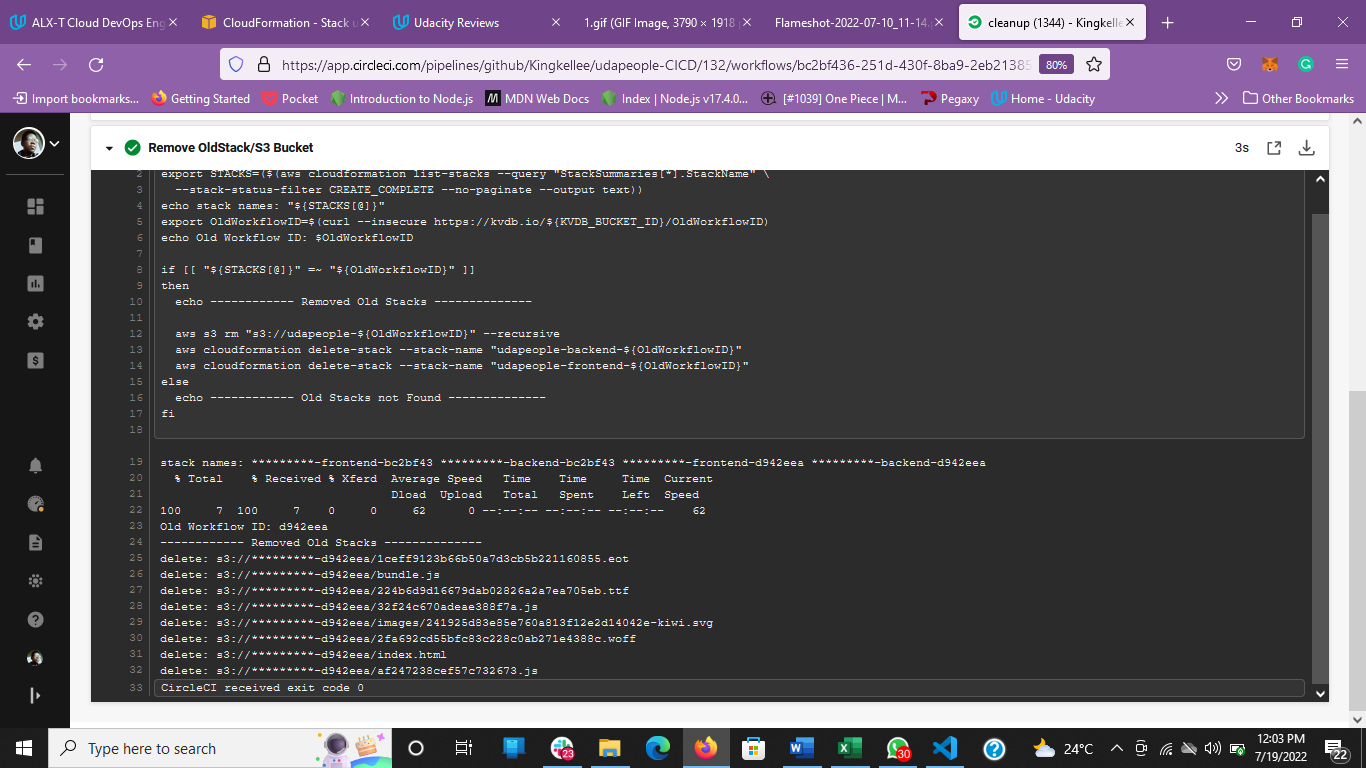 ALX-T Cloud DevOps Eng
CloudFormation - Stack u
Udacity Reviews
1.gif (GIF Image, 3790 × 1918 p
Flameshot-2022-07-10_11-14.p
cleanup (1344) - Kingkelle
https://app.circleci.com/pipelines/github/Kingkellee/udapeople-CICD/132/workflows/bc2bf436-251d-430f-8ba9-2eb21385
80%
Import bookmarks...
Getting Started
Pocket
Introduction to Node.js
MDN Web Docs
Index | Node.js v17.4.0...
[#1039] One Piece | M...
Pegaxy
Home - Udacity
Other Bookmarks
Remove OldStack/S3 Bucket
3s
2 export STACKS=($(aws cloudformation list-stacks --query "StackSummaries[*].StackName" \
3 --stack-status-filter CREATE_COMPLETE --no-paginate --output text))
4 echo stack names: "${STACKS[@]}"
5 export OldWorkflowID=$(curl --insecure https://kvdb.io/${KVDB_BUCKET_ID}/OldWorkflowID)
6 echo Old Workflow ID: $OldWorkflowID
7
8 if [[ "${STACKS[@]}" =~ "${OldWorkflowID}" ]]
9 then
10 echo ------------ Removed Old Stacks --------------
11
12 aws s3 rm "s3://udapeople-${OldWorkflowID}" --recursive
13 aws cloudformation delete-stack --stack-name "udapeople-backend-${OldWorkflowID}"
14 aws cloudformation delete-stack --stack-name "udapeople-frontend-${OldWorkflowID}"
15 else
16 echo ------------ Old Stacks not Found --------------
17 fi
18
19 stack names: *********-frontend-bc2bf43 *********-backend-bc2bf43 *********-frontend-d942eea *********-backend-d942eea
20 % Total % Received % Xferd Average Speed Time Time Time Current
21 Dload Upload Total Spent Left Speed
22 100 7 100 7 0 0 62 0 --:--:-- --:--:-- --:--:-- 62
23 Old Workflow ID: d942eea
24 ------------ Removed Old Stacks --------------
25 delete: s3://*********-d942eea/1ceff9123b66b50a7d3cb5b221160855.eot
26 delete: s3://*********-d942eea/bundle.js
27 delete: s3://*********-d942eea/224b6d9d16679dab02826a2a7ea705eb.ttf
28 delete: s3://*********-d942eea/32f24c670adeae388f7a.js
29 delete: s3://*********-d942eea/images/241925d83e85e760a813f12e2d14042e-kiwi.svg
30 delete: s3://*********-d942eea/2fa692cd55bfc83c228c0ab271e4388c.woff
31 delete: s3://*********-d942eea/index.html
32 delete: s3://*********-d942eea/af247238cef57c732673.js
33 CircleCI received exit code 0
Type here to search
23
30
24°C
12:03 PM
7/19/2022
22